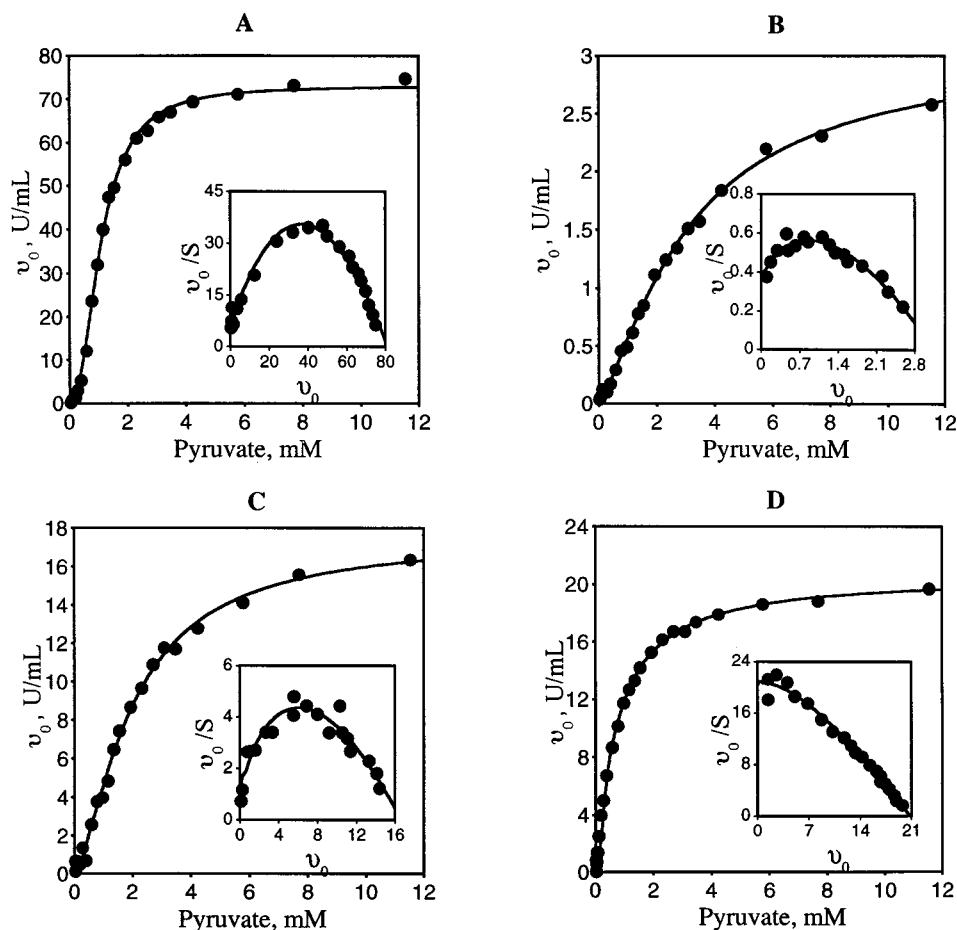 A
υ₀, U/mL
80
70
60
50
40
30
20
10
0
0 2 4 6 8 10 12
Pyruvate, mM
υ₀/S
45
30
15
0
0 20 40 60 80
υ₀
B
υ₀, U/mL
3
2.5
2
1.5
1
0.5
0
0 2 4 6 8 10 12
Pyruvate, mM
υ₀/S
0.8
0.6
0.4
0.2
0
0 0.7 1.4 2.1 2.8
υ₀
C
υ₀, U/mL
18
16
14
12
10
8
6
4
2
0
0 2 4 6 8 10 12
Pyruvate, mM
υ₀/S
6
4
2
0
0 4 8 12 16
υ₀
D
υ₀, U/mL
24
20
16
12
8
4
0
0 2 4 6 8 10 12
Pyruvate, mM
υ₀/S
24
16
8
0
0 7 14 21
υ₀